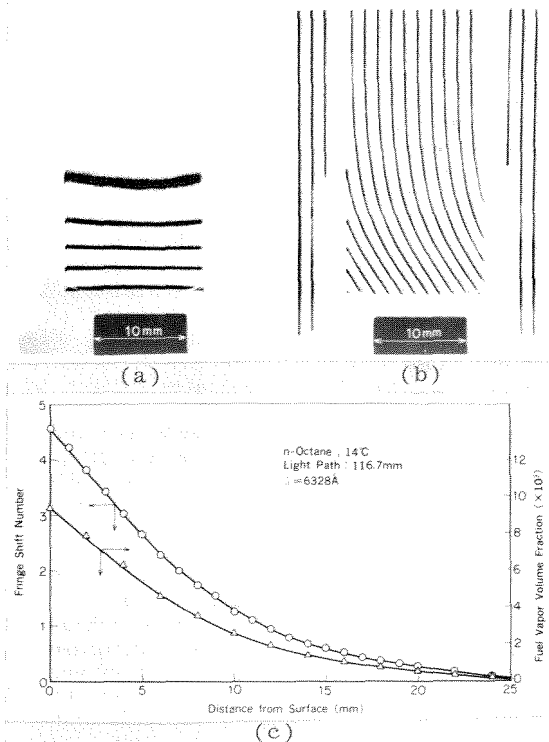 10mm
10mm
(a)
(b)
5
4
3
2
1
0
Fringe Shift Number
n-Octane , 14℃
Light Path : 116.7mm
=6328Å
12
10
8
6
4
2
0
Fuel Vapor Volume Fraction
0
5
10
15
20
25
Distance from Surface (mm)
(c)